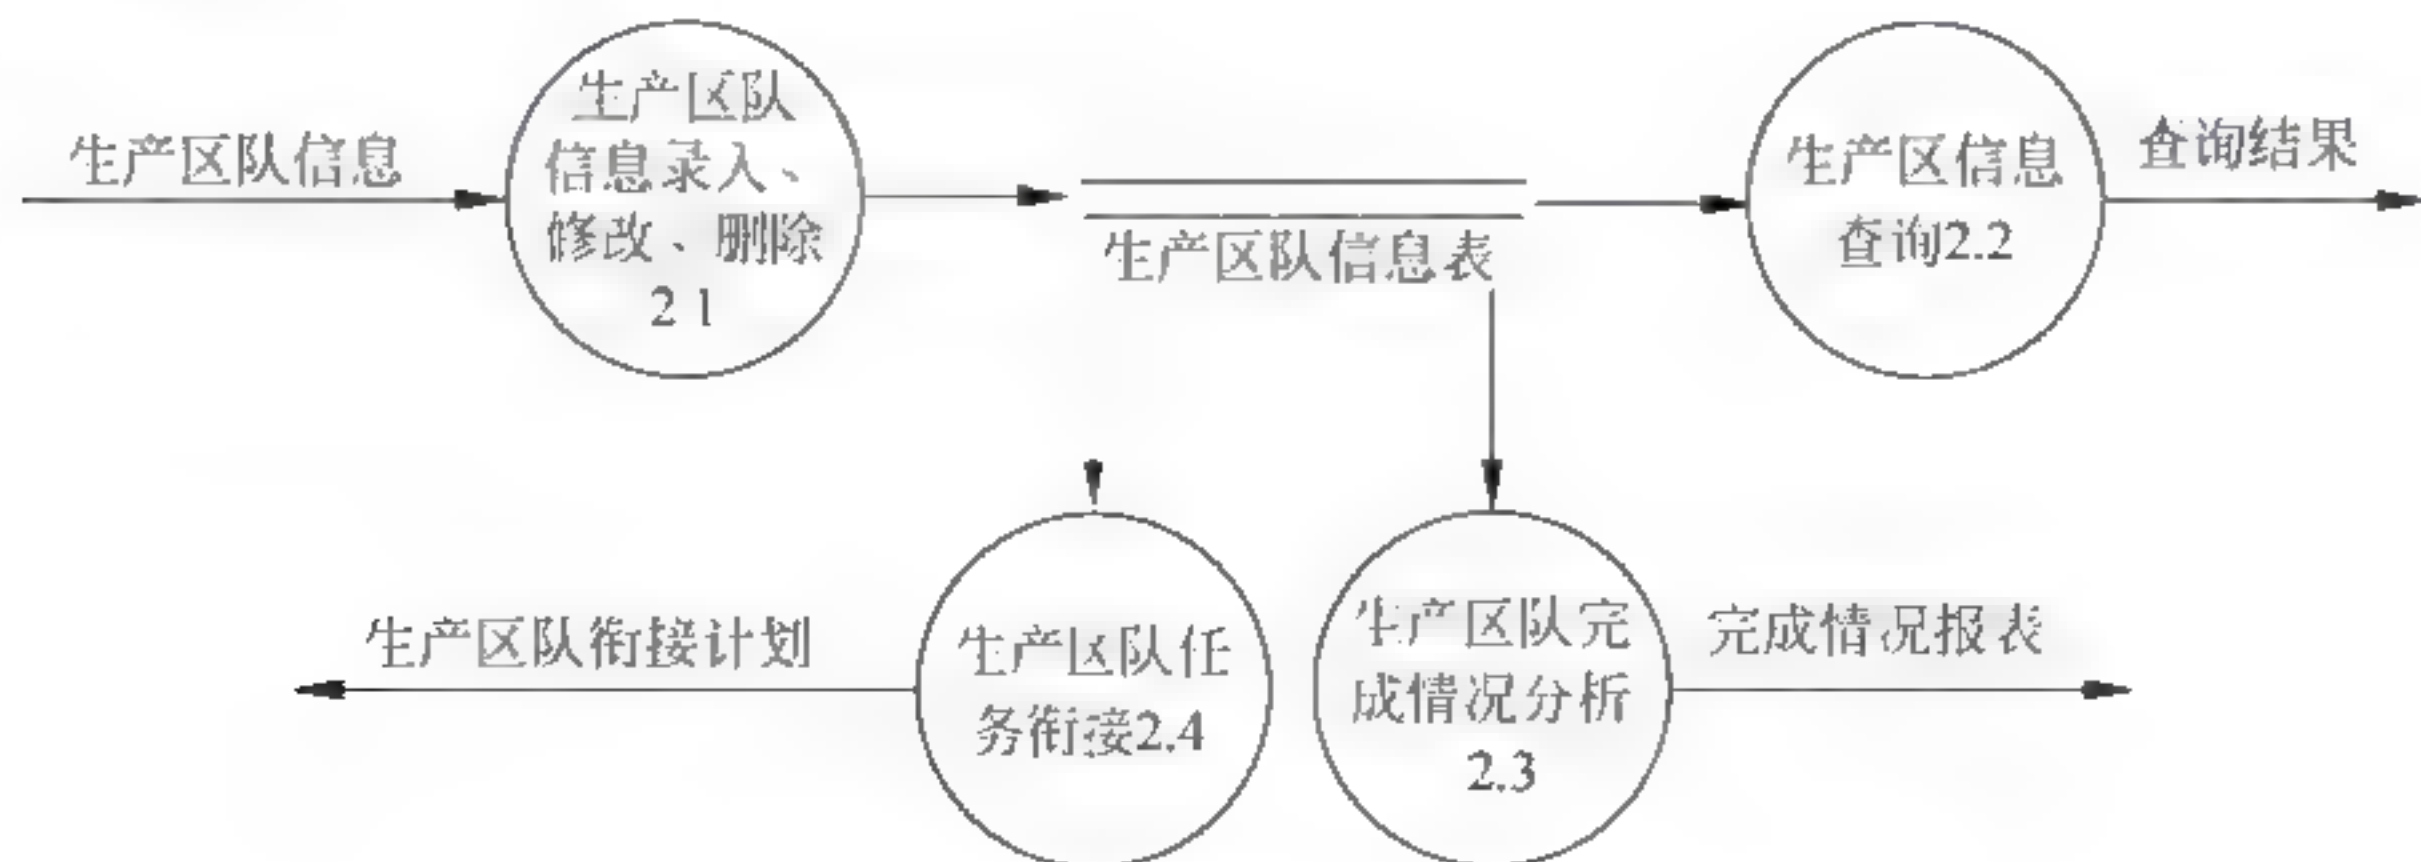 生产区队信息
生产区队
信息录入、
修改、删除
2 1
生产区队信息表
生产区信息
查询2.2
查询结果
生产区队衔接计划
生产区队任
务衔接2.4
生产区队完
成情况分析
2.3
完成情况报表